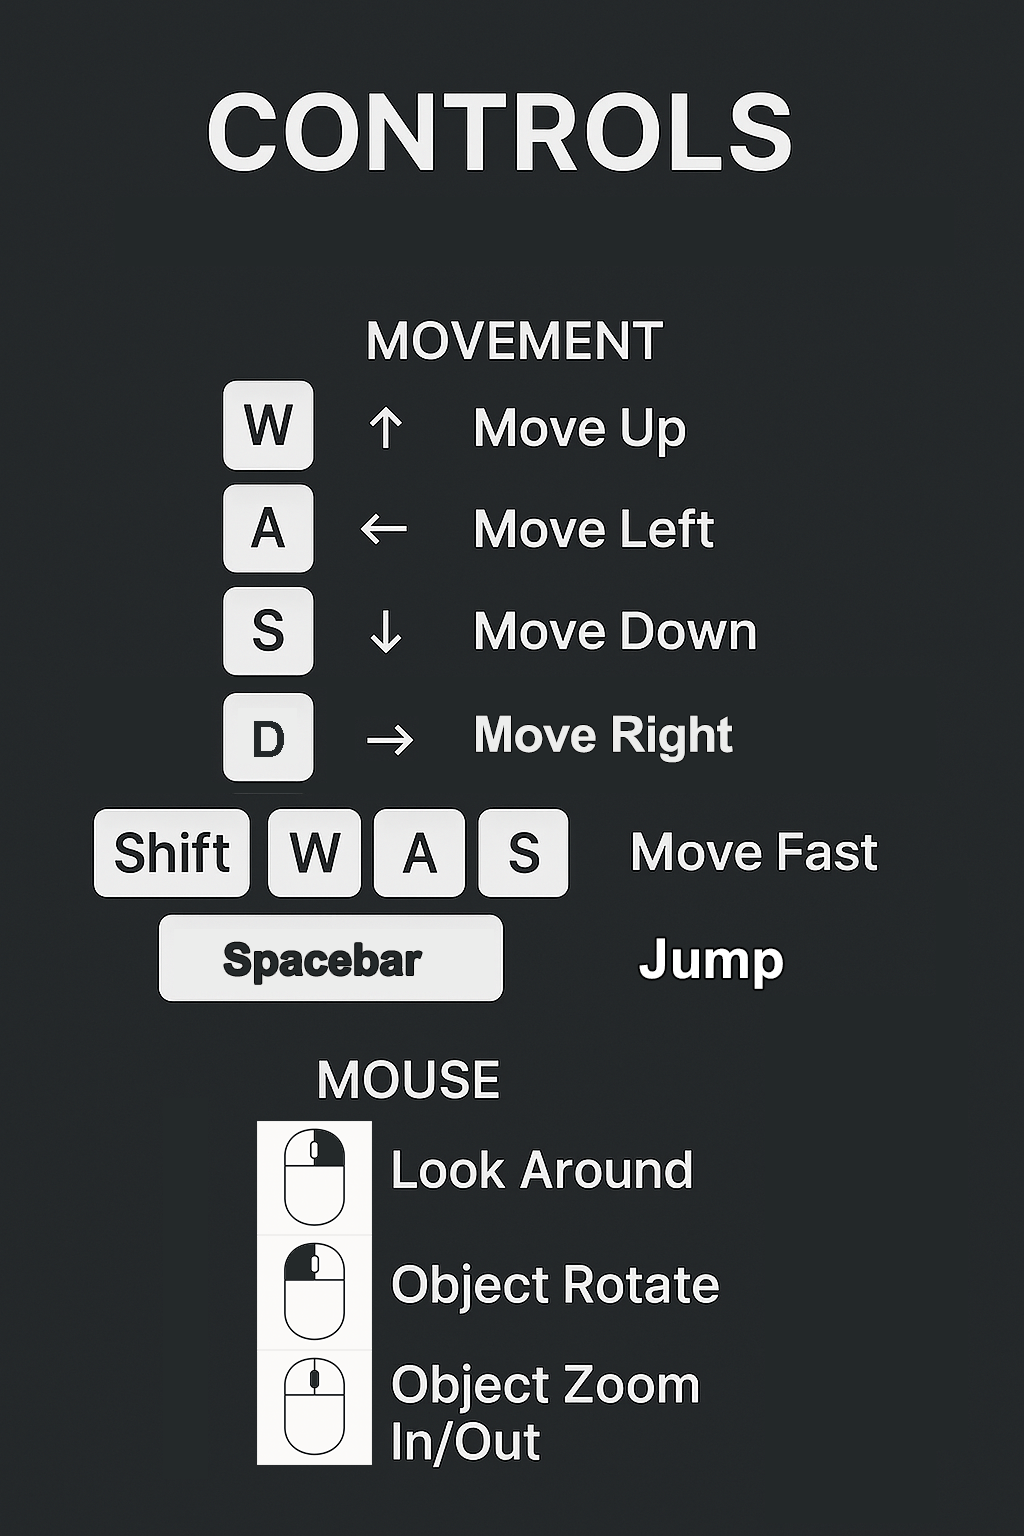 CONTROLS
MOVEMENT
W ↑ Move Up
A ← Move Left
S ↓ Move Down
D → Move Right
Shift W A S Move Fast
Spacebar Jump
MOUSE
Look Around
Object Rotate
Object Zoom
In/Out